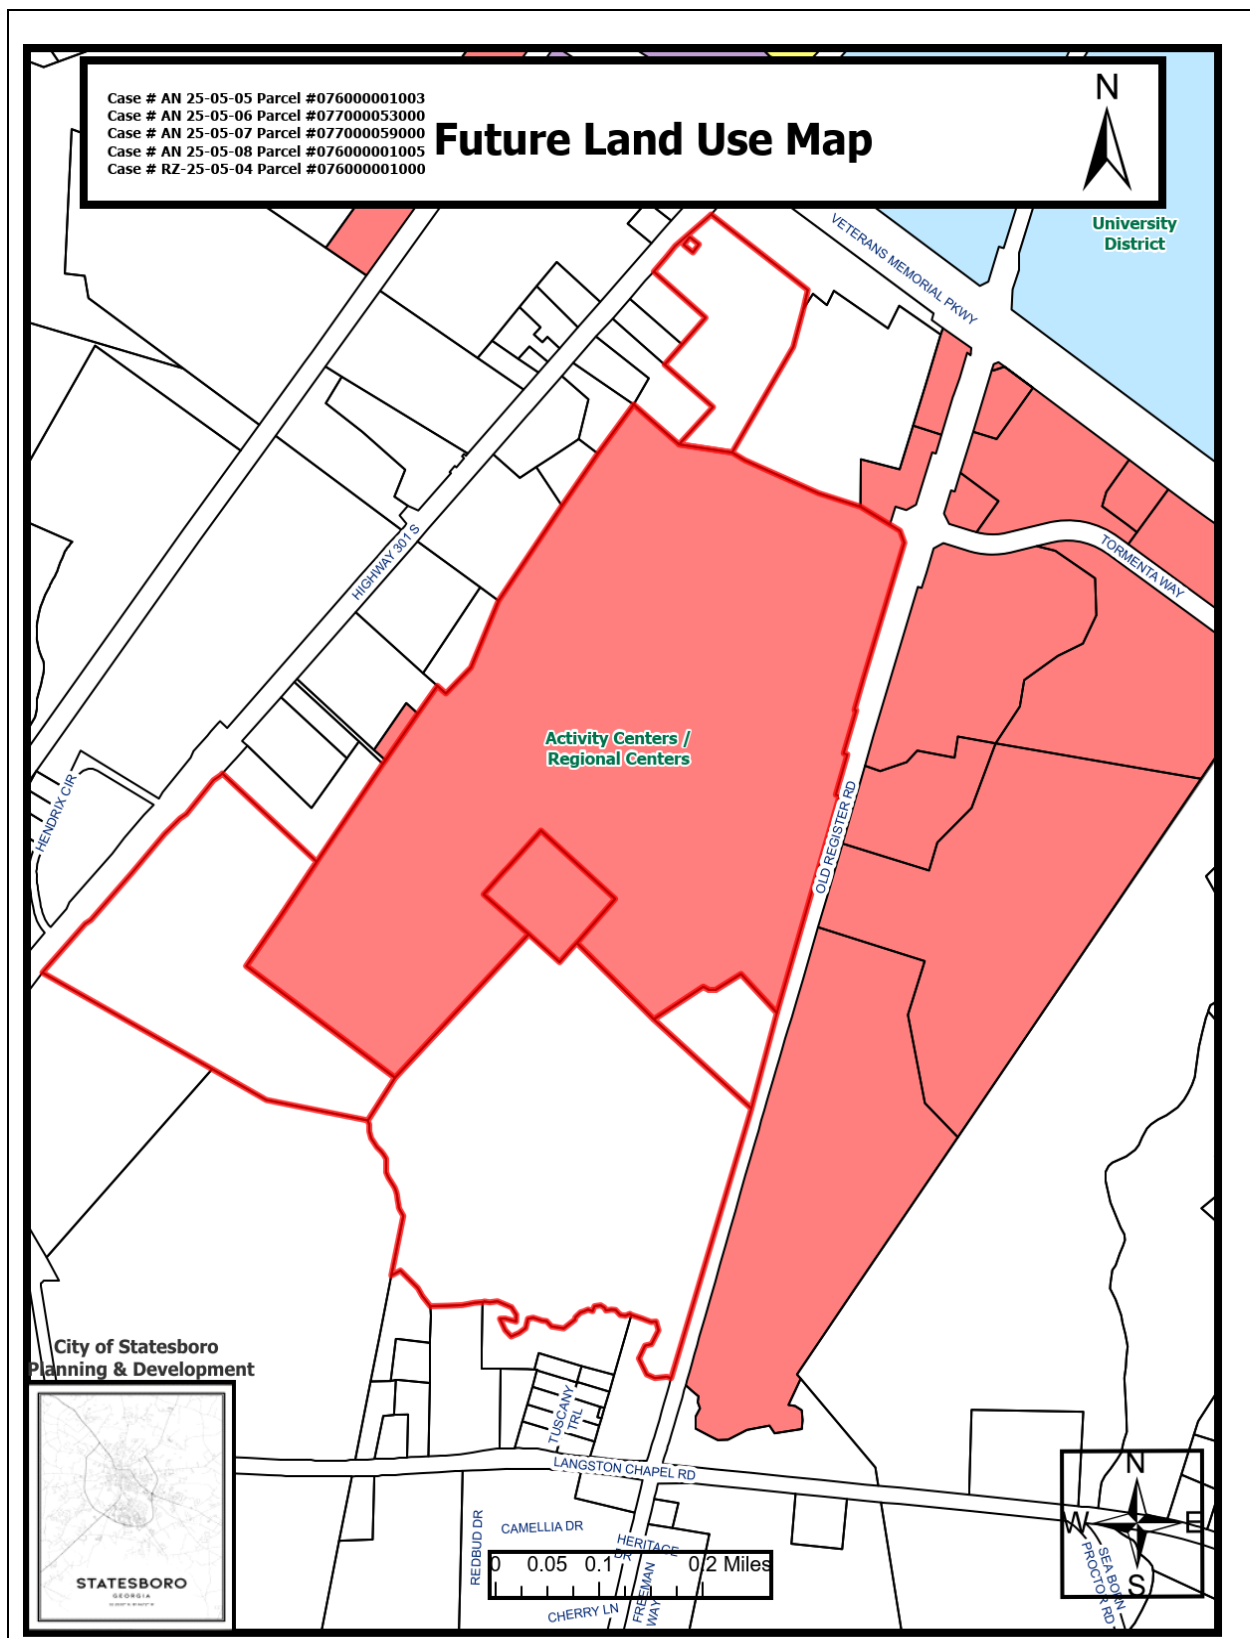 Case # AN 25-05-05 Parcel #076000001003
Case # AN 25-05-06 Parcel #077000053000
Case # AN 25-05-07 Parcel #077000059000
Case # AN 25-05-08 Parcel #076000001005
Case # RZ-25-05-04 Parcel #076000001000
Future Land Use Map
N
University
District
VETERANS MEMORIAL PKWY
HIGHWAY 301 S
TORMENTA WAY
Activity Centers /
Regional Centers
HENDRIX CIR
OLD REGISTER RD
City of Statesboro
Planning & Development
TUSCANY
TRL
LANGSTON CHAPEL RD
STATESBORO
GEORGIA
REDBUD DR
CAMELLIA DR
HERITAGE
DR
0 0.05 0.1 0.2 Miles
FREEMAN
WAY
CHERRY LN
N
W E
S
SEA BORN
PROCTOR RD